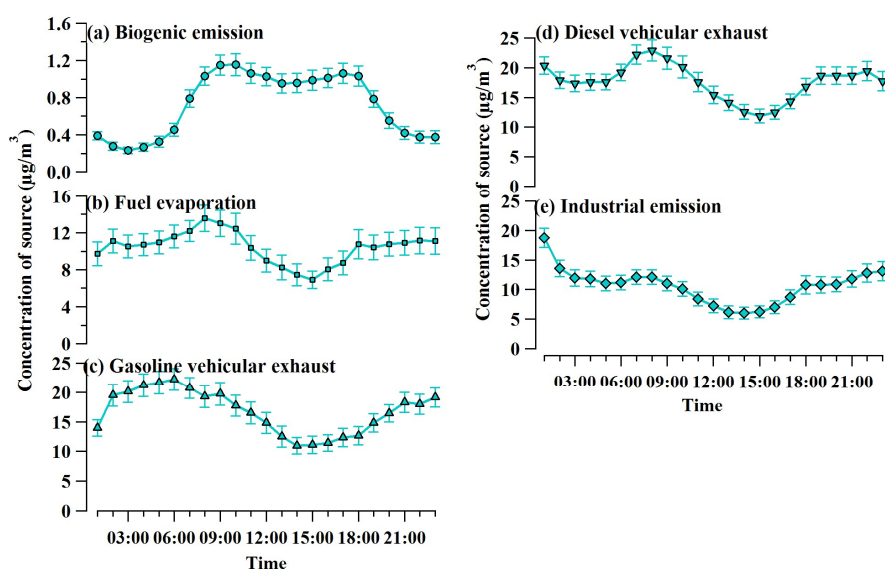 (a) Biogenic emission
1.6
1.2
0.8
0.4
0.0
(b) Fuel evaporation
16
12
8
4
0
(c) Gasoline vehicular exhaust
25
20
15
10
5
0
03:00 06:00 09:00 12:00 15:00 18:00 21:00
Time
Concentration of source (µg/m³)
(d) Diesel vehicular exhaust
25
20
15
10
5
0
(e) Industrial emission
25
20
15
10
5
0
03:00 06:00 09:00 12:00 15:00 18:00 21:00
Time
Concentration of source (µg/m³)